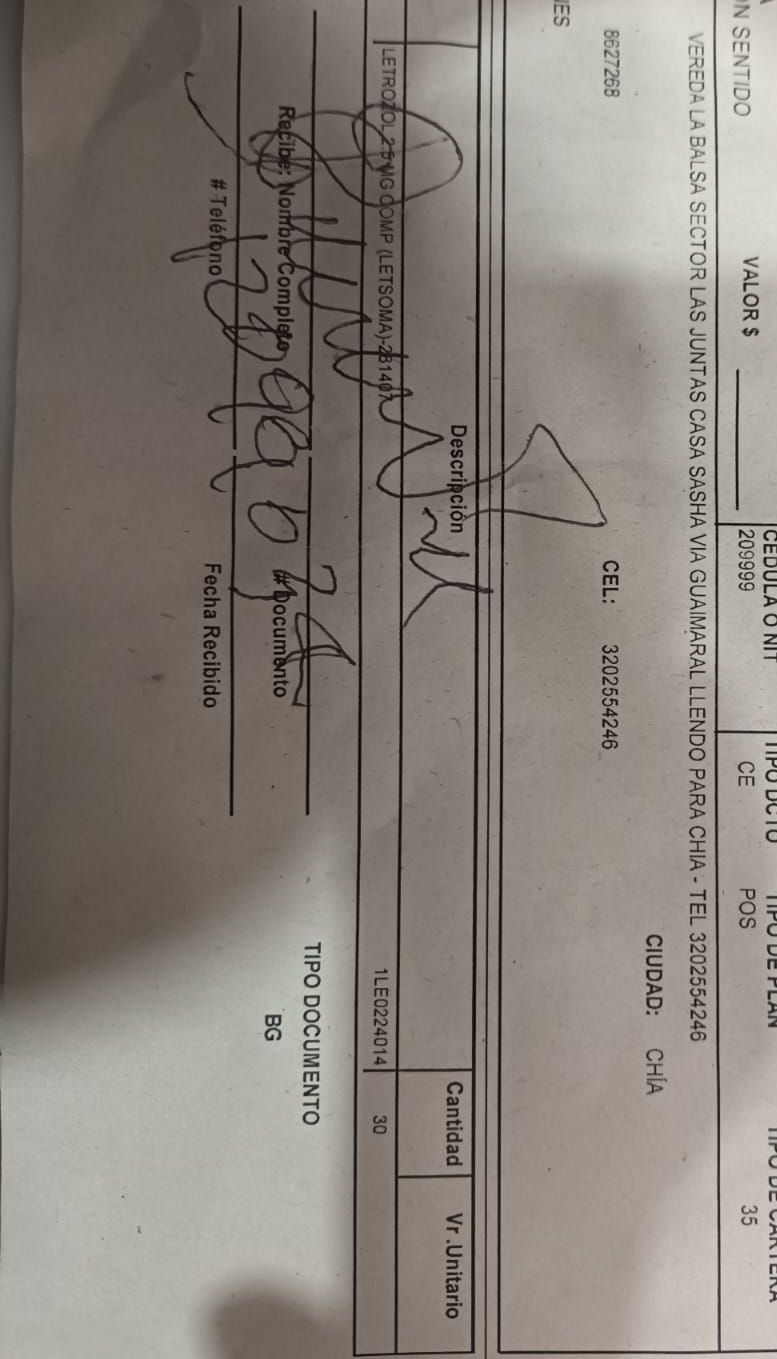 CEDULA O NIT TIPO DCTO TIPO DE PLAN TIPO DE CARTERA
N SENTIDO VALOR $ 209999 CE POS 35
VEREDA LA BALSA SECTOR LAS JUNTAS CASA SASHA VIA GUAIMARAL LLENDO PARA CHIA - TEL 3202554246
CIUDAD: CHÍA
8627268 CEL: 3202554246
ES
Descripción Cantidad Vr .Unitario
LETROZOL 2.5 MG COMP (LETSOMA)-281407 1LE0224014 30
TIPO DOCUMENTO
Recibe: Nombre Completo # Documento BG
# Teléfono Fecha Recibido